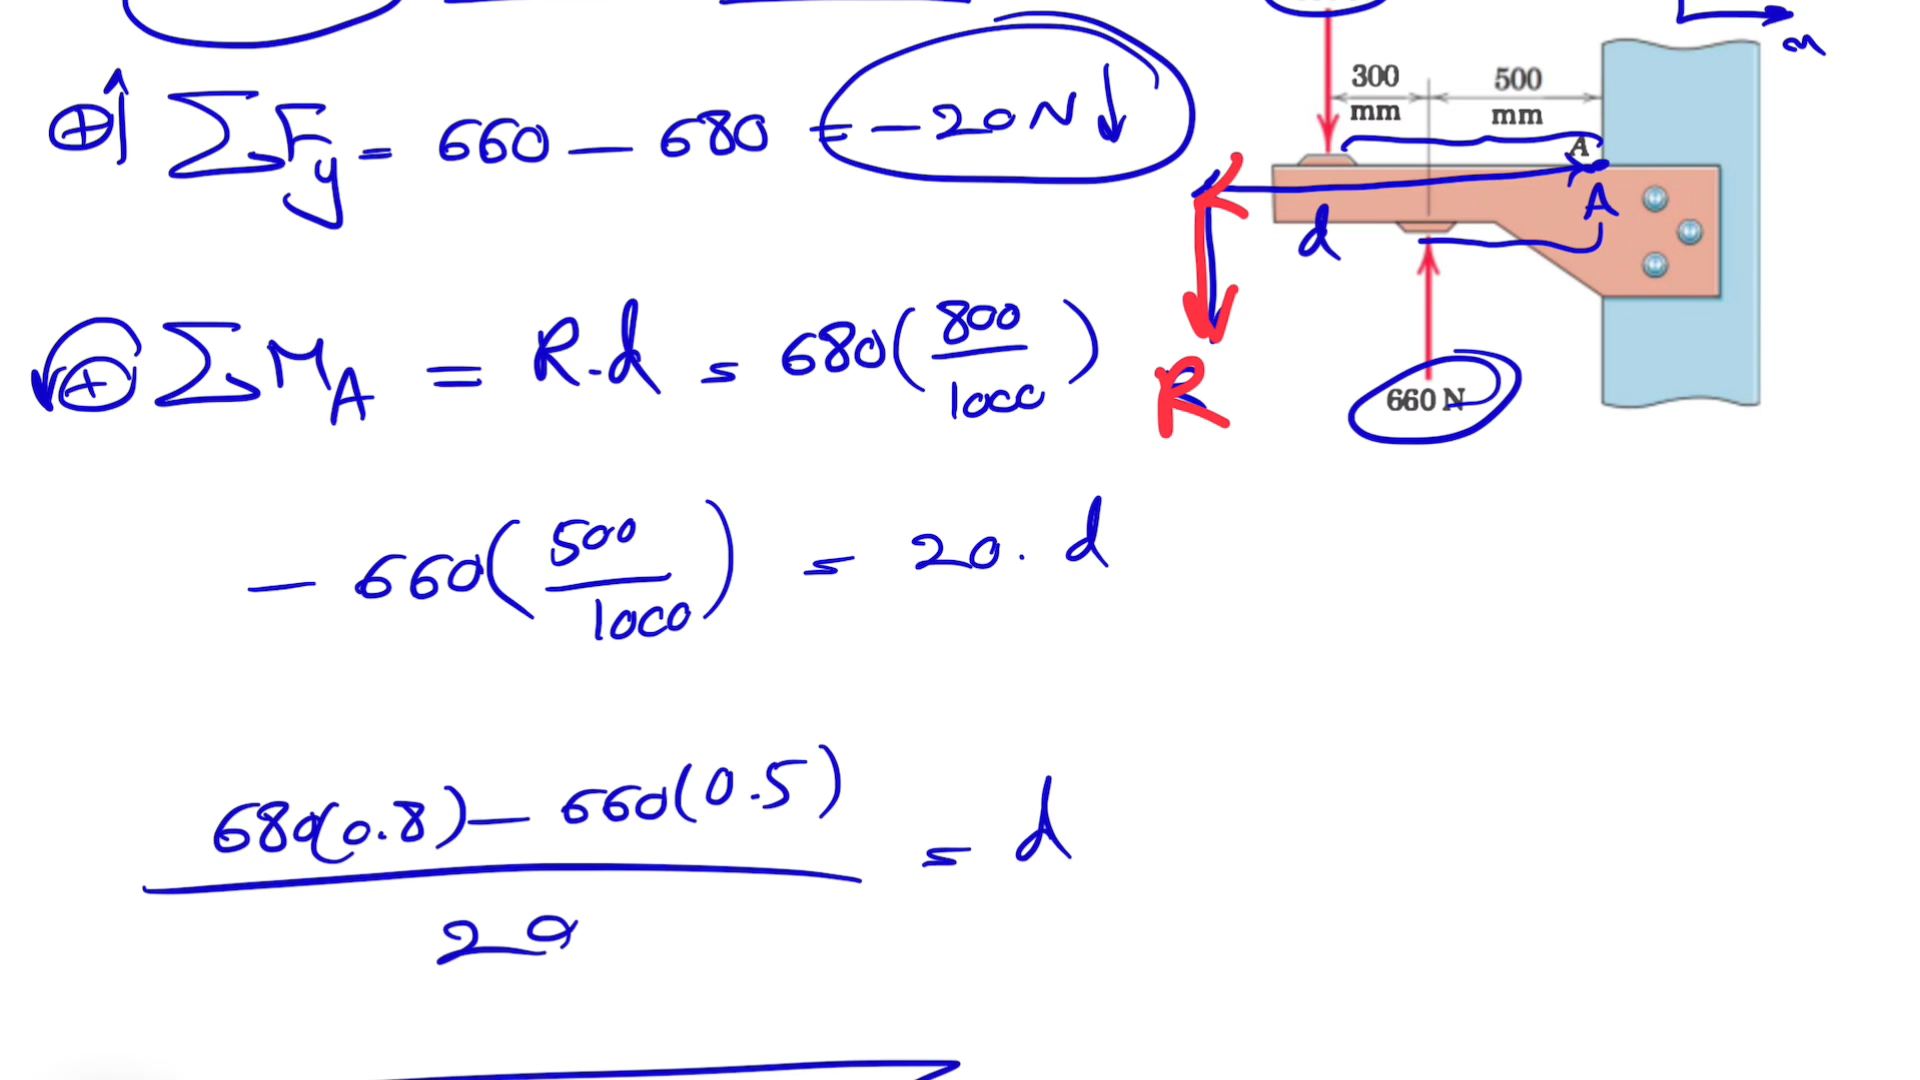 ⊕↑ ΣFy = 660 − 680 = −20N↓
⊕ ΣM_A = R.d = 680(800/1000)
− 660(500/1000) = 20. d
(680(0.8) − 660(0.5))/20 = d
300 mm
500 mm
A
A
d
R
660 N